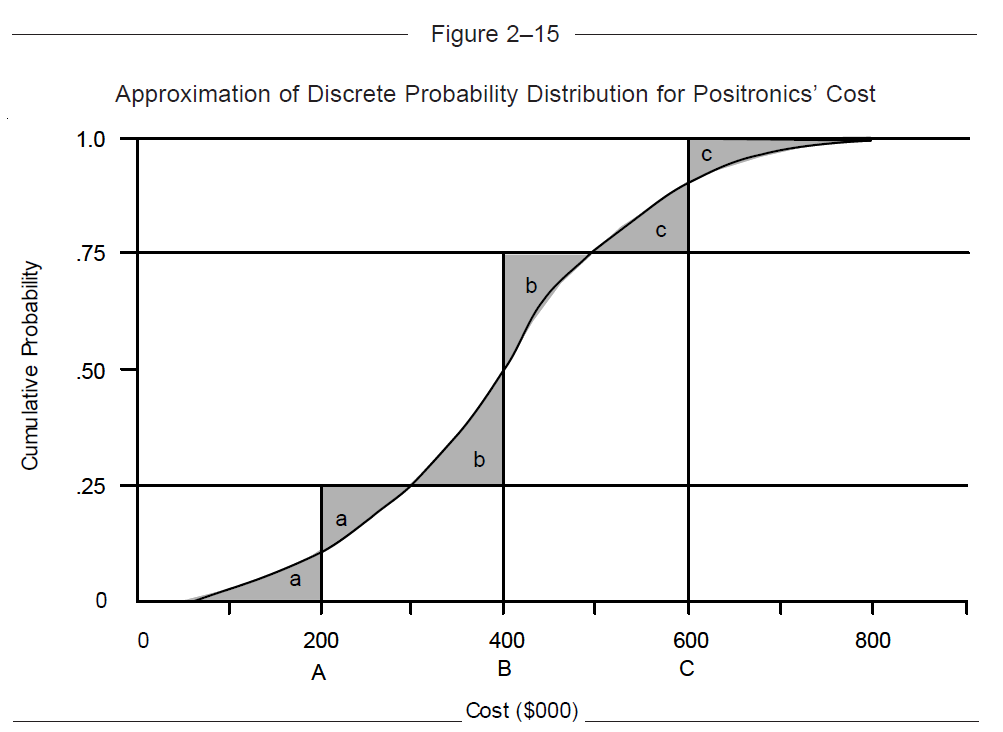 Figure 2–15
Approximation of Discrete Probability Distribution for Positronics’ Cost
Cumulative Probability
1.0
.75
.50
.25
0
c
c
b
b
a
a
0 200 400 600 800
A B C
Cost ($000)